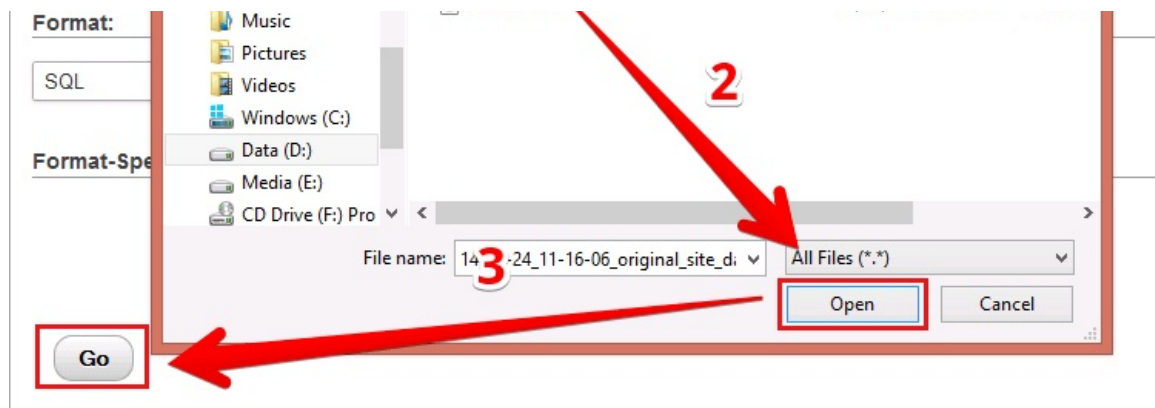 Format:
Music
Pictures
SQL
Videos
2
Windows (C:)
Format-Spe
Data (D:)
Media (E:)
CD Drive (F:) Pro
File name:
-24_11-16-06_original_site_d
All Files (*.*)
3
Open
Cancel
Go